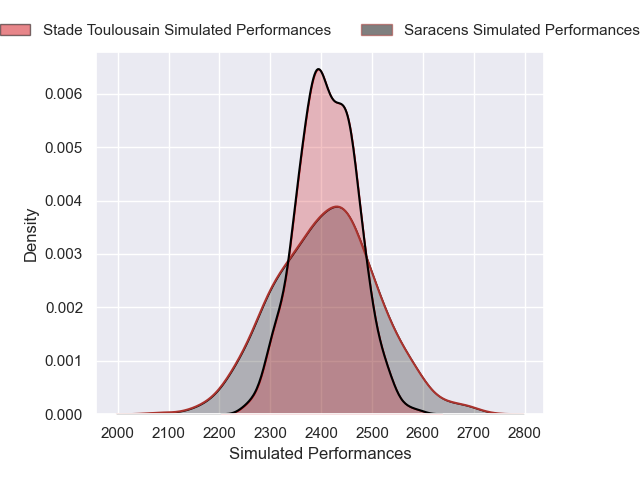 Stade Toulousain Simulated Performances
Saracens Simulated Performances
0.006
0.005
0.004
0.003
0.002
0.001
0.000
Density
2000 2100 2200 2300 2400 2500 2600 2700 2800
Simulated Performances